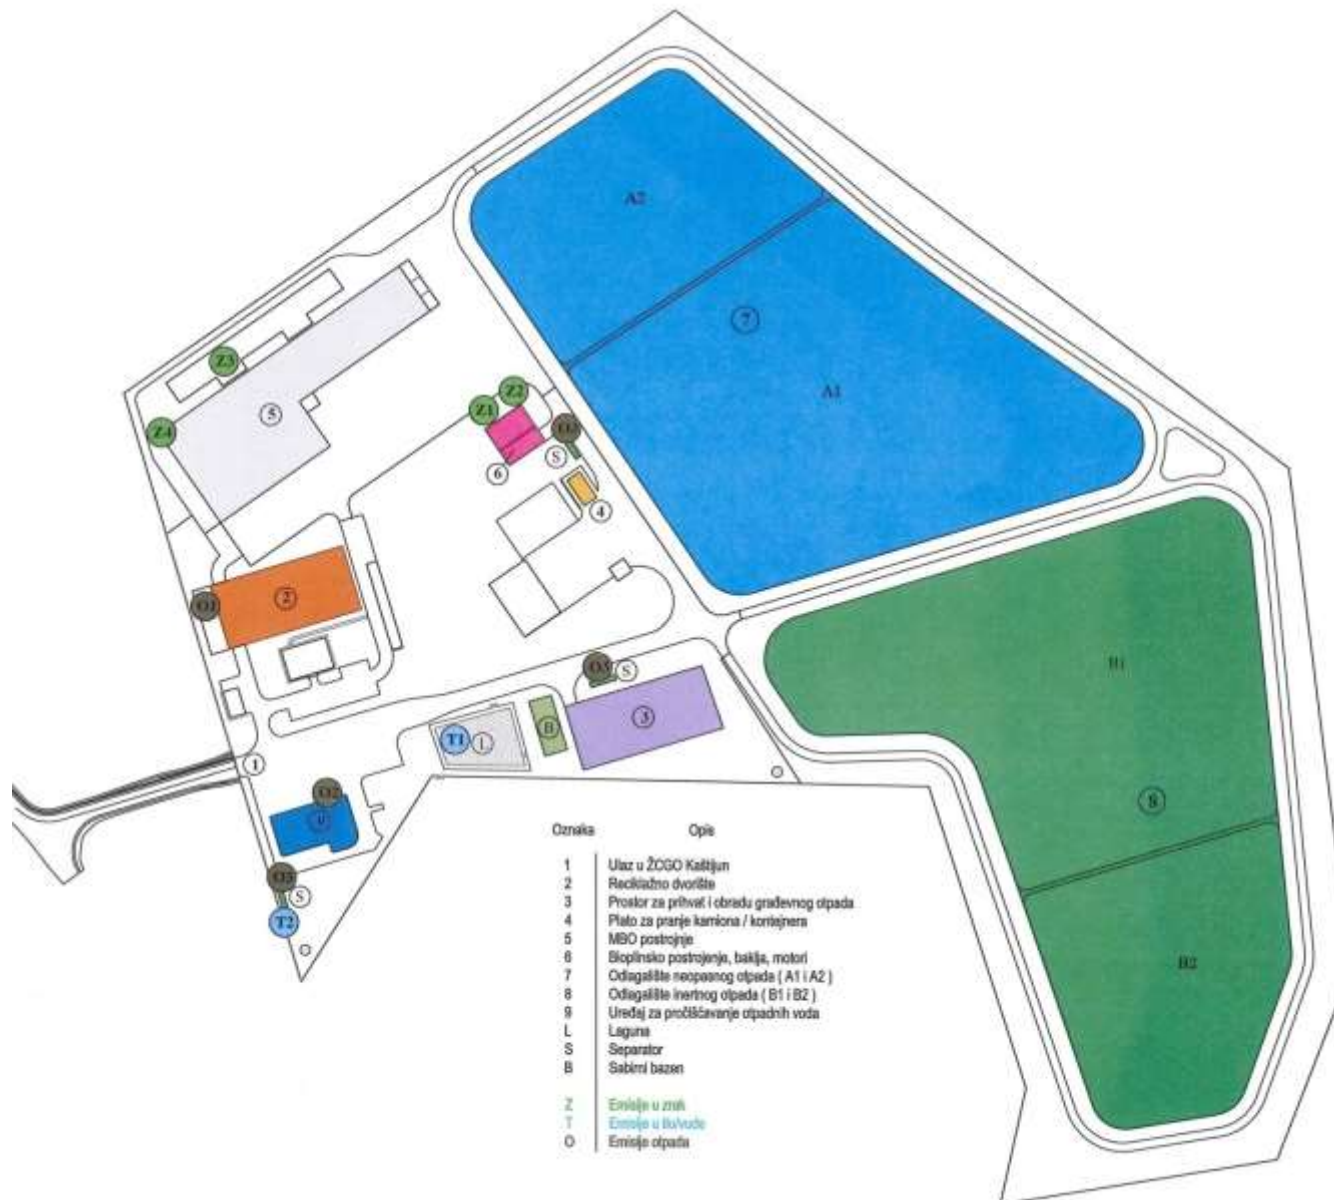 A2
7
A1
Z3
5
Z4
Z2
Z1
6
S
4
2
O1
B1
S
3
B
T1
L
1
8
O2
9
S
T2
B2
Oznaka Opis
1 Ulaz u ŽCGO Kaštijun
2 Reciklažno dvorište
3 Prostor za prihvat i obradu građevnog otpada
4 Plato za pranje kamiona / kontejnera
5 MBO postrojnje
6 Bioplinsko postrojenje, baklja, motori
7 Odlagalište neopasnog otpada ( A1 i A2 )
8 Odlagalište inertnog otpada ( B1 i B2 )
9 Uređaj za pročišćavanje otpadnih voda
L Laguna
S Separator
B Sabirni bazen
Z Emisije u zrak
T Emisije u tlo/vode
O Emisije otpada